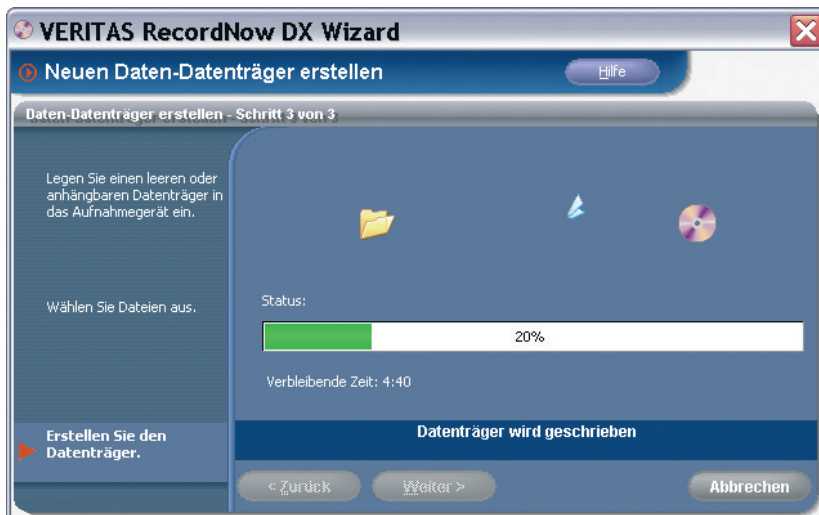 VERITAS RecordNow DX Wizard
Neuen Daten-Datenträger erstellen
Hilfe
Daten-Datenträger erstellen - Schritt 3 von 3
Legen Sie einen leeren oder
anhängbaren Datenträger in
das Aufnahmegerät ein.
Wählen Sie Dateien aus.
Erstellen Sie den
Datenträger.
Status:
20%
Verbleibende Zeit: 4:40
Datenträger wird geschrieben
< Zurück
Weiter >
Abbrechen